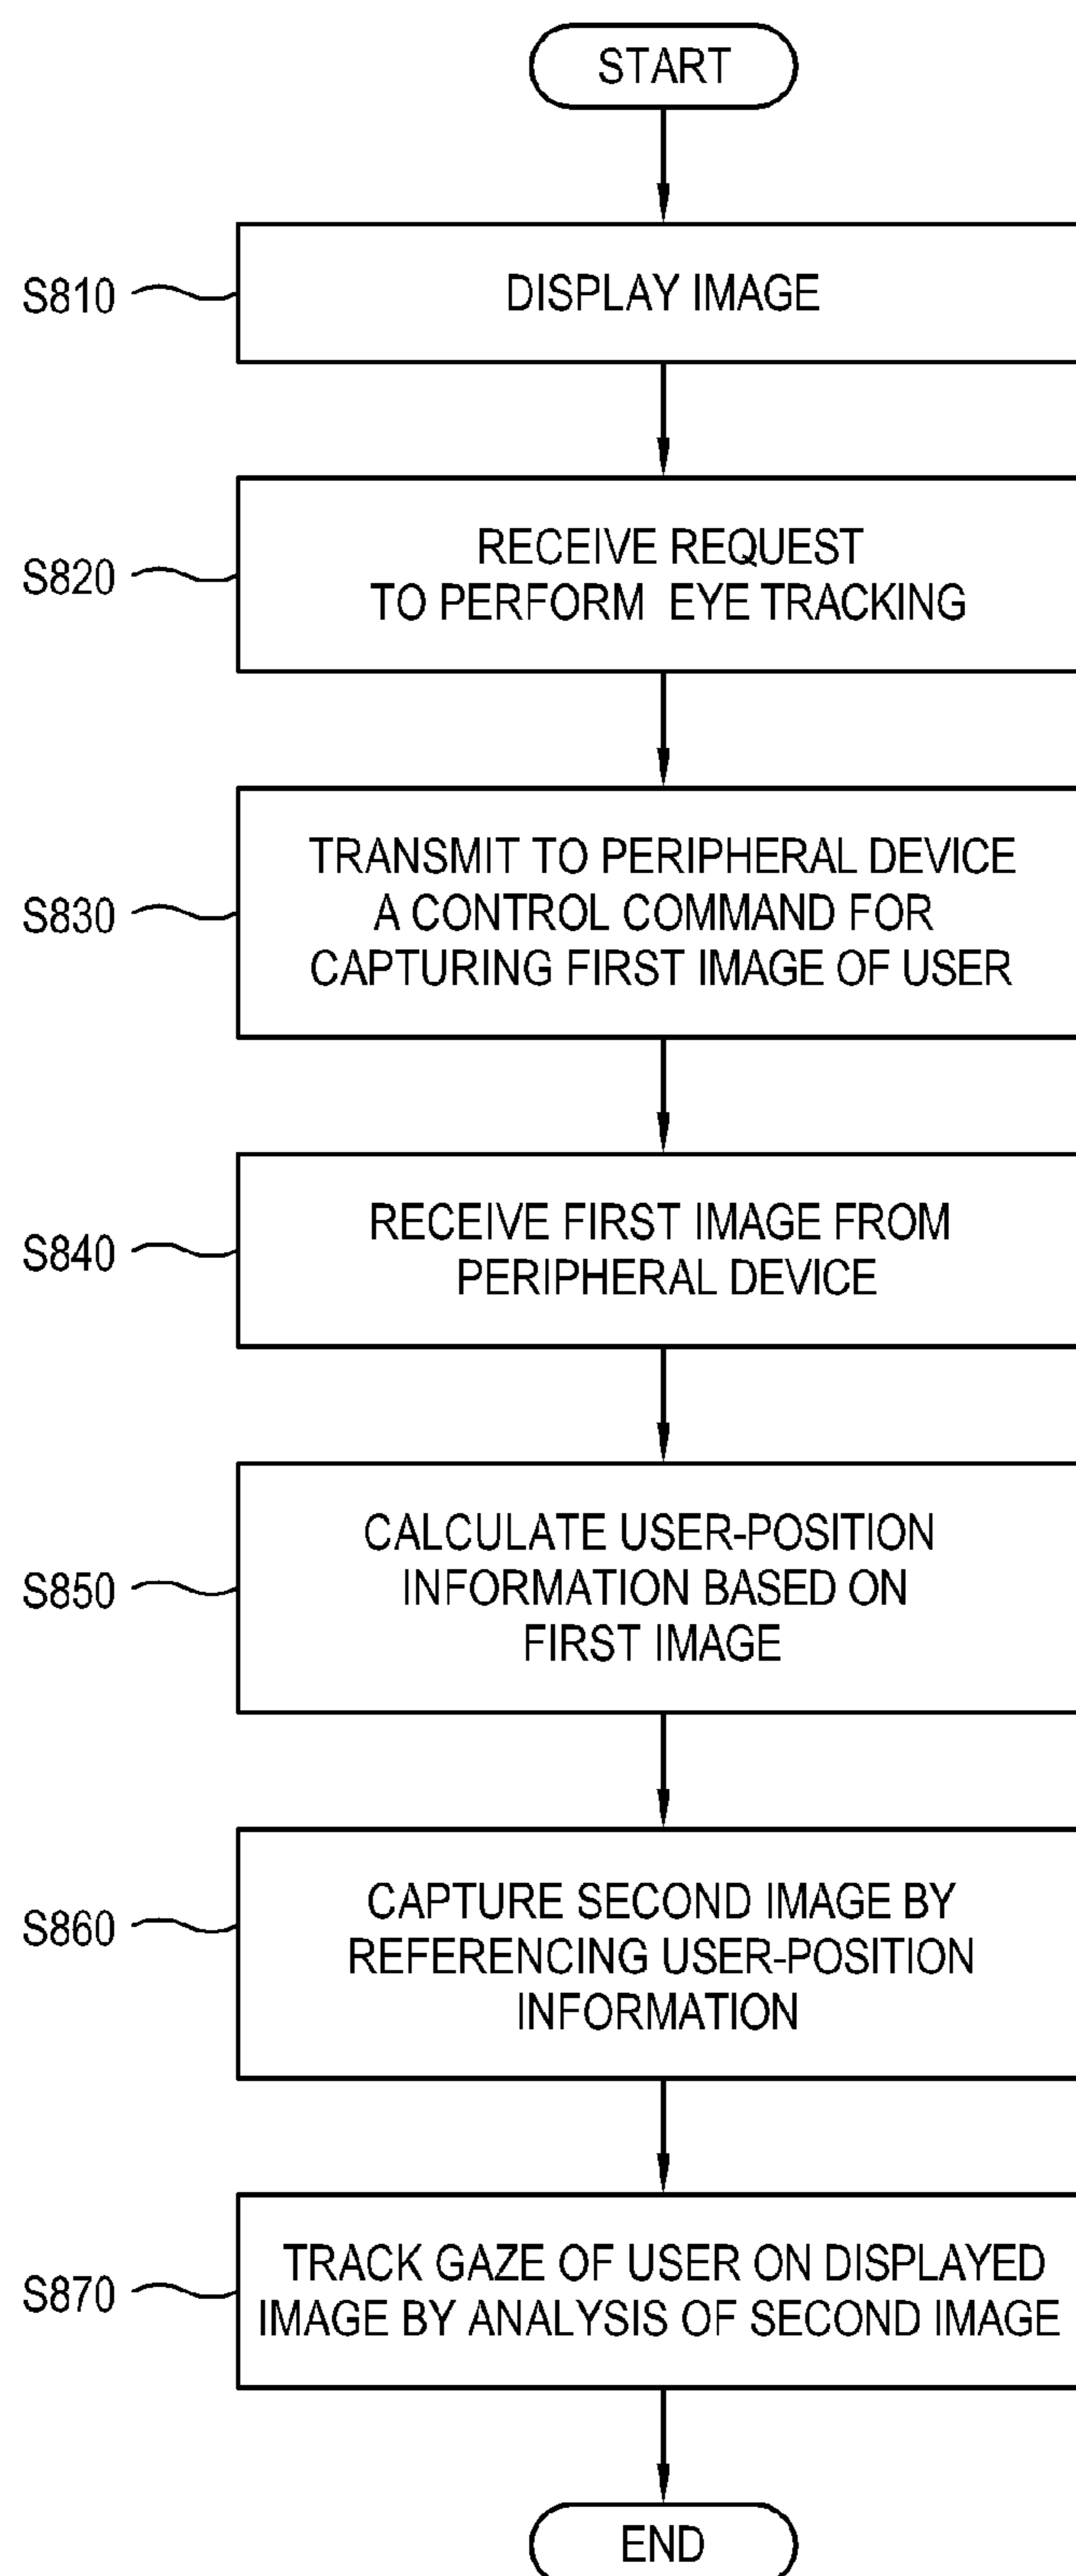 START
S810
DISPLAY IMAGE
S820
RECEIVE REQUEST
TO PERFORM EYE TRACKING
S830
TRANSMIT TO PERIPHERAL DEVICE
A CONTROL COMMAND FOR
CAPTURING FIRST IMAGE OF USER
S840
RECEIVE FIRST IMAGE FROM
PERIPHERAL DEVICE
S850
CALCULATE USER-POSITION
INFORMATION BASED ON
FIRST IMAGE
S860
CAPTURE SECOND IMAGE BY
REFERENCING USER-POSITION
INFORMATION
S870
TRACK GAZE OF USER ON DISPLAYED
IMAGE BY ANALYSIS OF SECOND IMAGE
END